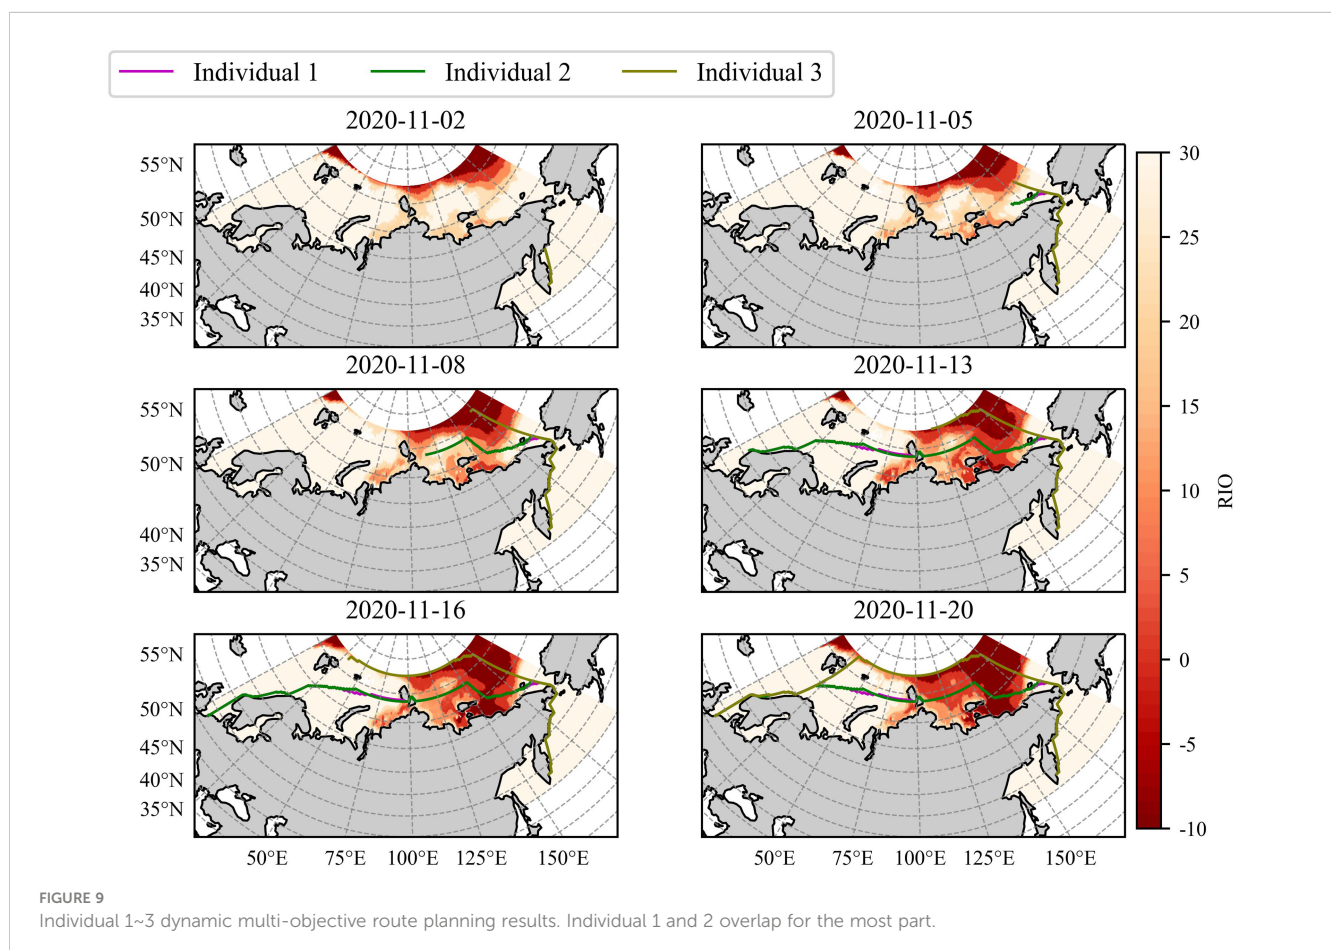 Individual 1 Individual 2 Individual 3
2020-11-02 2020-11-05
55°N
50°N
45°N
40°N
35°N
2020-11-08 2020-11-13
55°N
50°N
40°N
35°N
2020-11-16 2020-11-20
55°N
50°N
45°N
40°N
35°N
50°E 75°E 100°E 125°E 150°E
50°E 75°E 100°E 125°E 150°E
30
25
20
15
10
5
0
-5
-10
RIO
FIGURE 9
Individual 1~3 dynamic multi-objective route planning results. Individual 1 and 2 overlap for the most part.